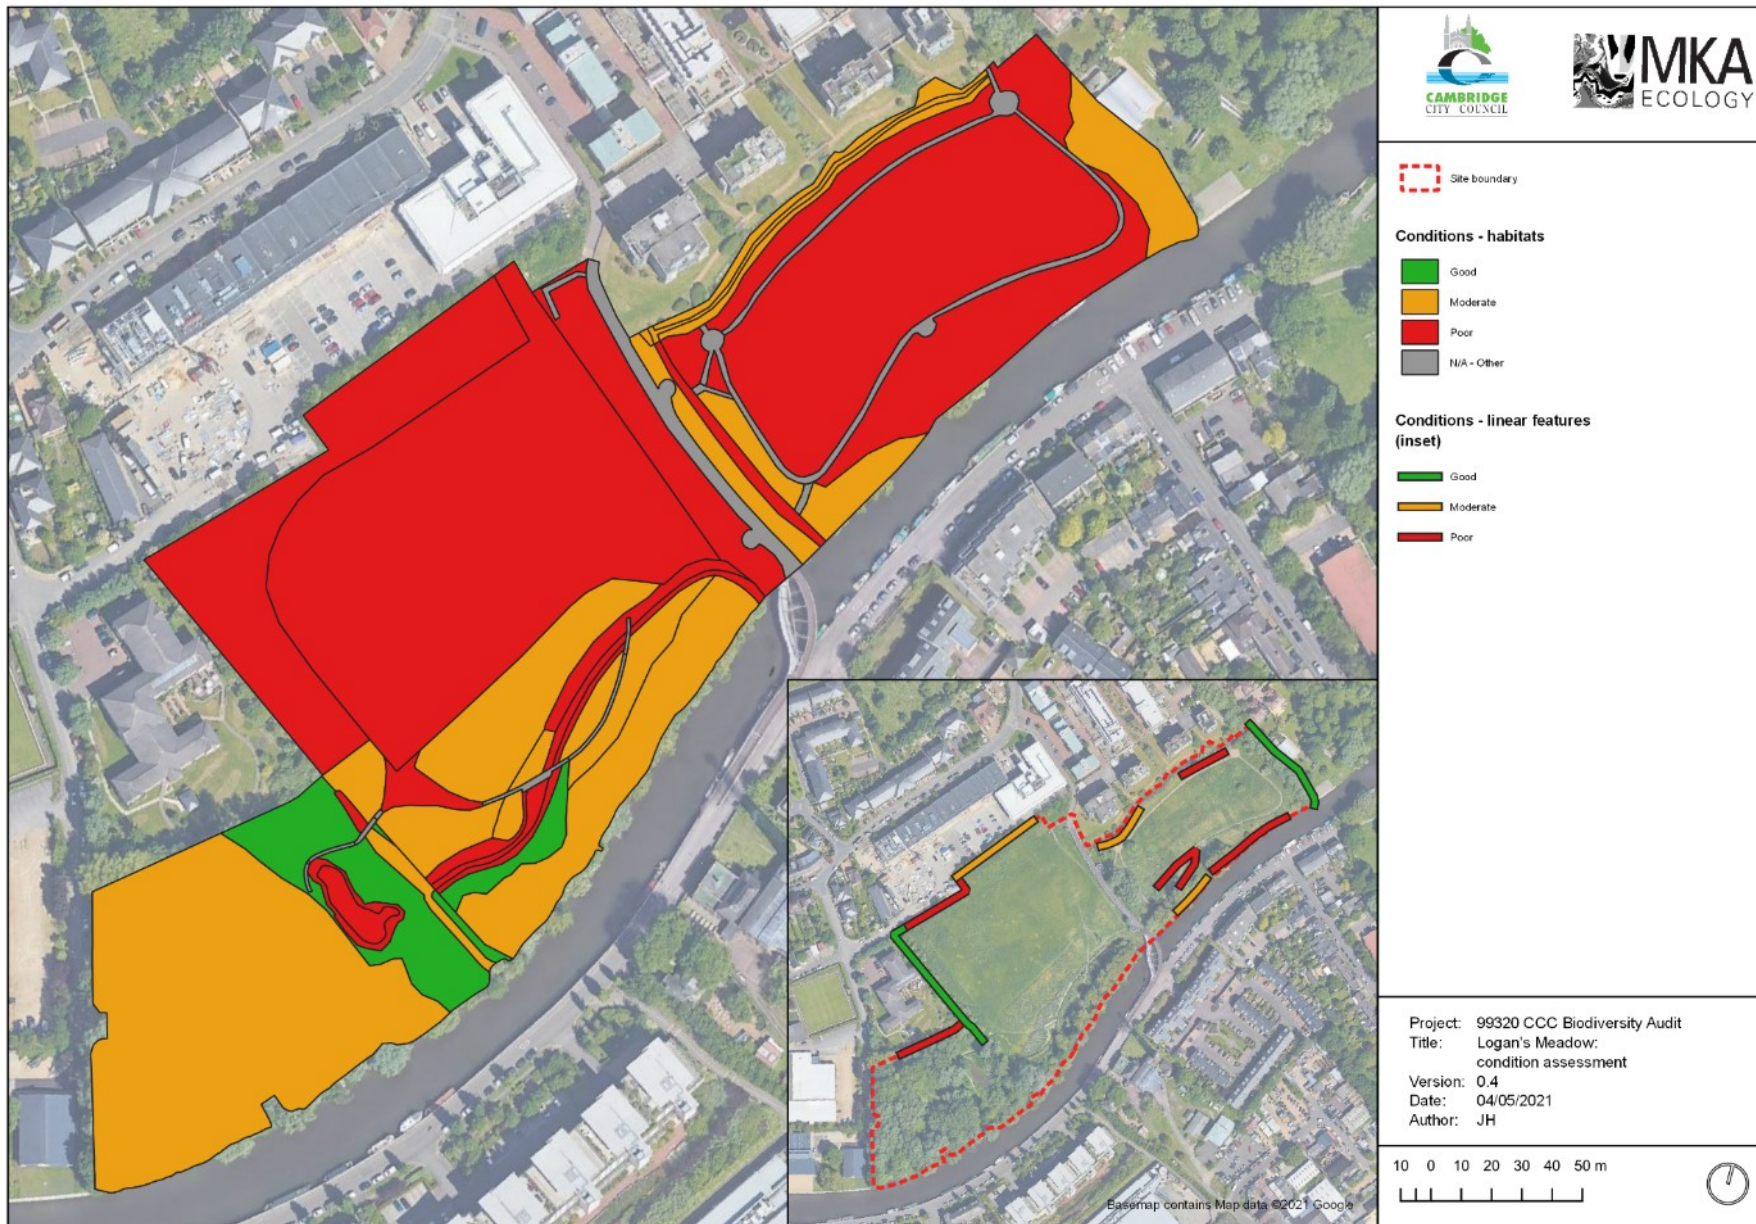 CAMBRIDGE
CITY COUNCIL
MKA
ECOLOGY
Site boundary
Conditions - habitats
Good
Moderate
Poor
N/A - Other
Conditions - linear features
(inset)
Good
Moderate
Poor
Project: 99320 CCC Biodiversity Audit
Title: Logan's Meadow:
condition assessment
Version: 0.4
Date: 04/05/2021
Author: JH
10 0 10 20 30 40 50 m
Basemap contains Map data ©2021 Google